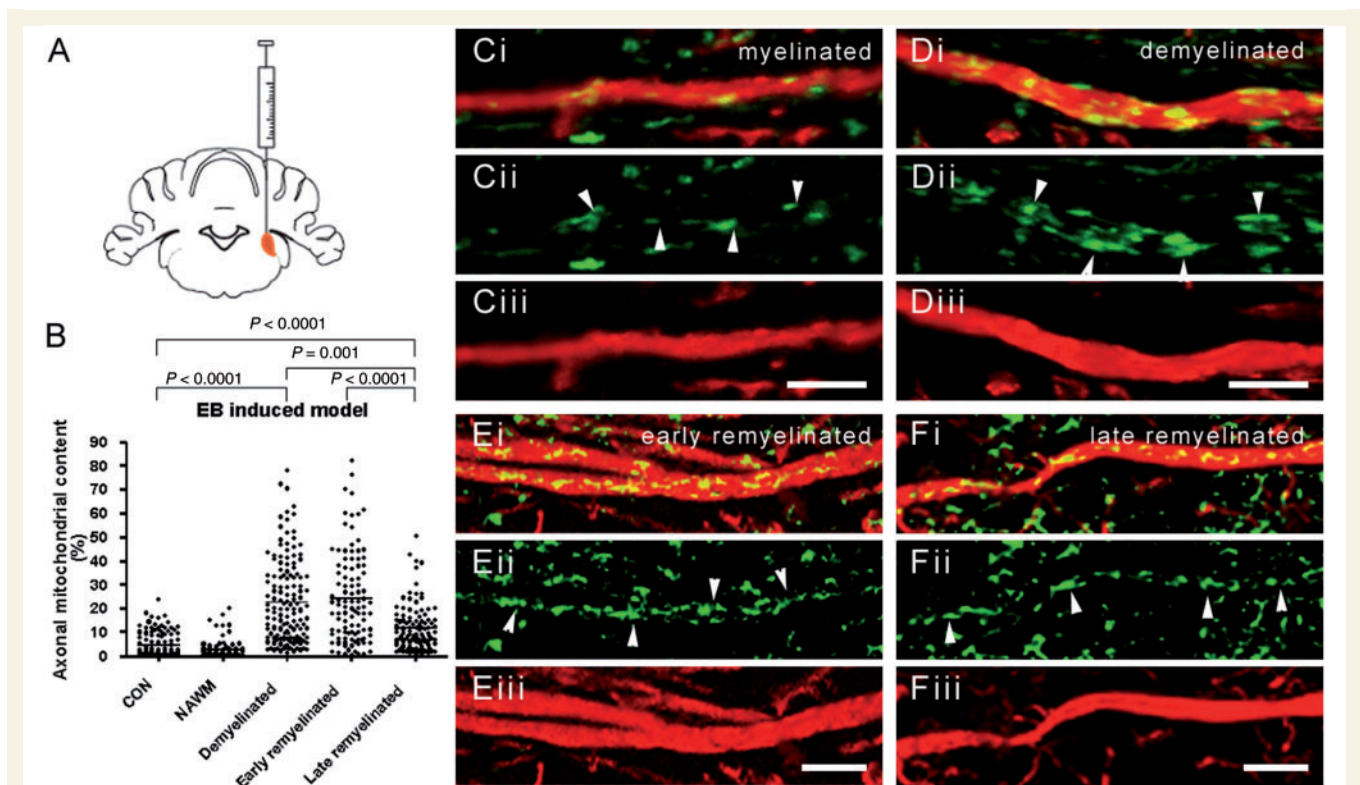 A
B
P < 0.0001
P = 0.001
P < 0.0001
P < 0.0001
EB induced model
Axonal mitochondrial content
(%)
90
80
70
60
50
40
30
20
10
0
CON
NAWM
Demyelinated
Early remyelinated
Late remyelinated
Ci
myelinated
Cii
Ciii
Di
demyelinated
Dii
Diii
Ei
early remyelinated
Eii
Eiii
Fi
late remyelinated
Fii
Fiii